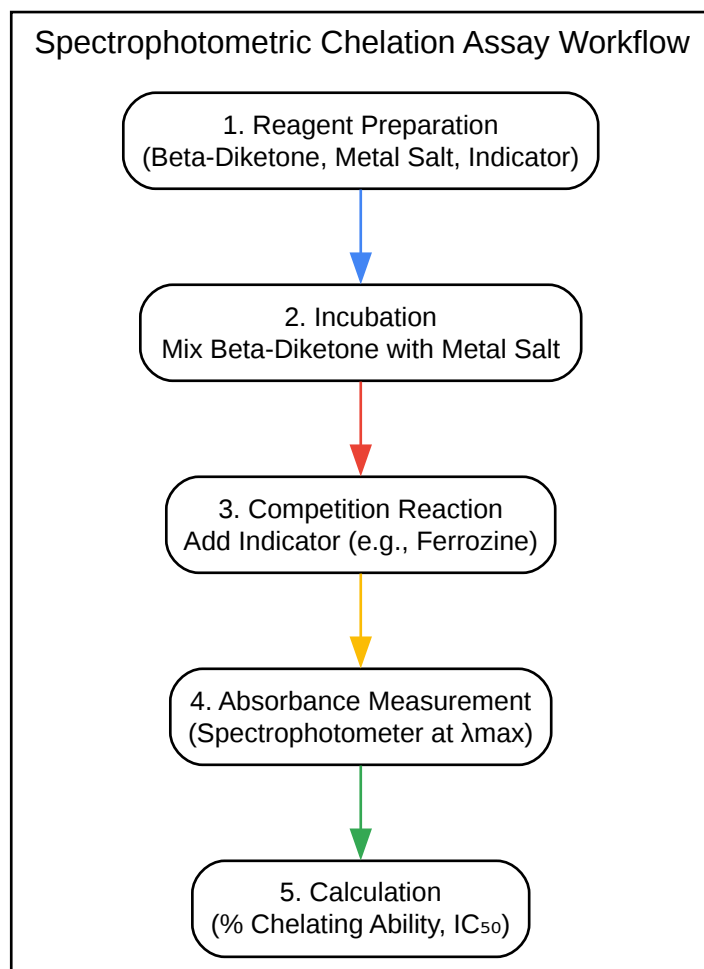 Spectrophotometric Chelation Assay Workflow
1. Reagent Preparation
(Beta-Diketone, Metal Salt, Indicator)
2. Incubation
Mix Beta-Diketone with Metal Salt
3. Competition Reaction
Add Indicator (e.g., Ferrozine)
4. Absorbance Measurement
(Spectrophotometer at λmax)
5. Calculation
(% Chelating Ability, IC₅₀)